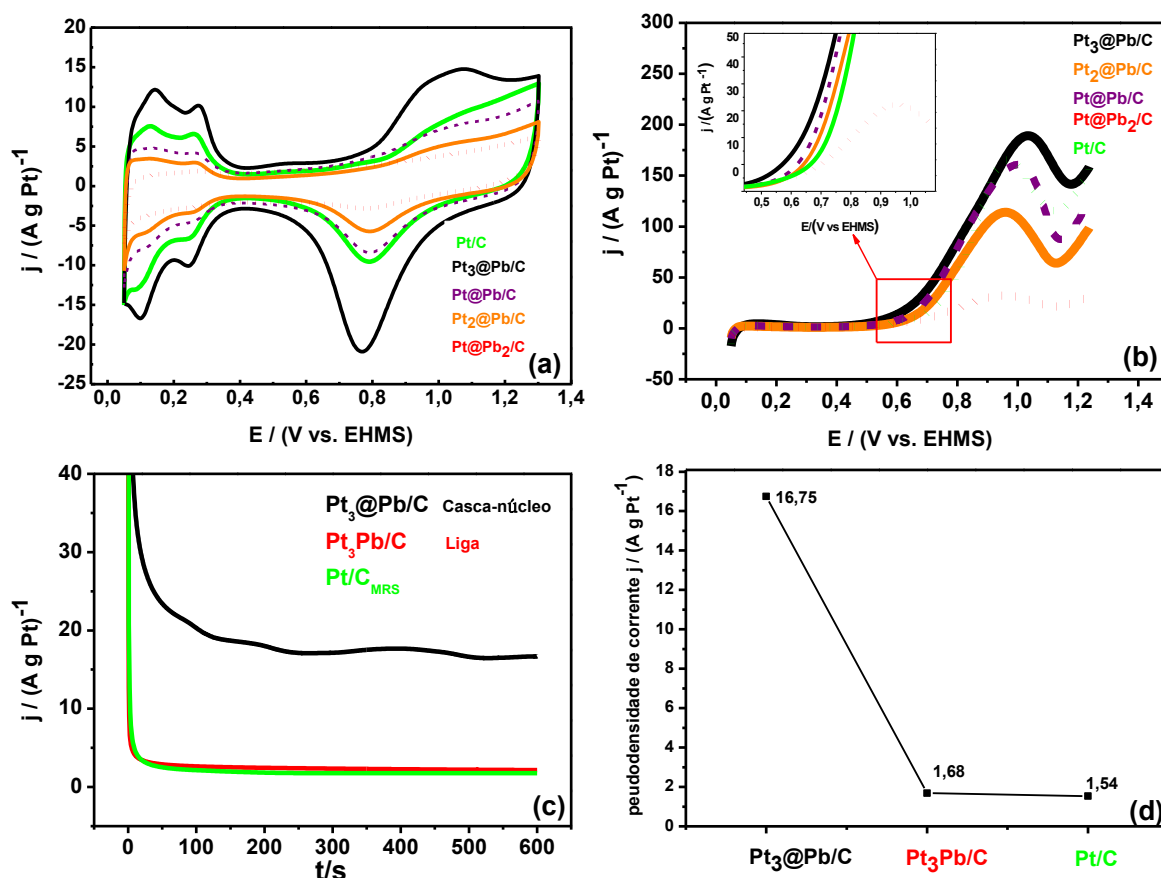 20
15
10
5
0
-5
-10
-15
-20
-25
j / (A g Pt)-1
0,0 0,2 0,4 0,6 0,8 1,0 1,2 1,4
E / (V vs. EHMS)
Pt/C
Pt3@Pb/C
Pt@Pb/C
Pt2@Pb/C
Pt@Pb2/C
(a)
300
250
200
150
100
50
0
-50
j / (A g Pt)-1
0,0 0,2 0,4 0,6 0,8 1,0 1,2 1,4
E / (V vs. EHMS)
50
50
40
30
20
10
0
j / (A g Pt-1)
0,5 0,6 0,7 0,8 0,9 1,0
E/(V vs EHMS)
Pt3@Pb/C
Pt2@Pb/C
Pt@Pb/C
Pt@Pb2/C
Pt/C
(b)
40
30
20
10
0
j / (A g Pt)-1
0 100 200 300 400 500 600
t/s
Pt3@Pb/C Casca-núcleo
Pt3Pb/C Liga
Pt/CMRS
(c)
18
16
14
12
10
8
6
4
2
0
peudodensidade de corrente j / (A g Pt-1)
16,75
1,68
1,54
(d)
Pt3@Pb/C Pt3Pb/C Pt/C